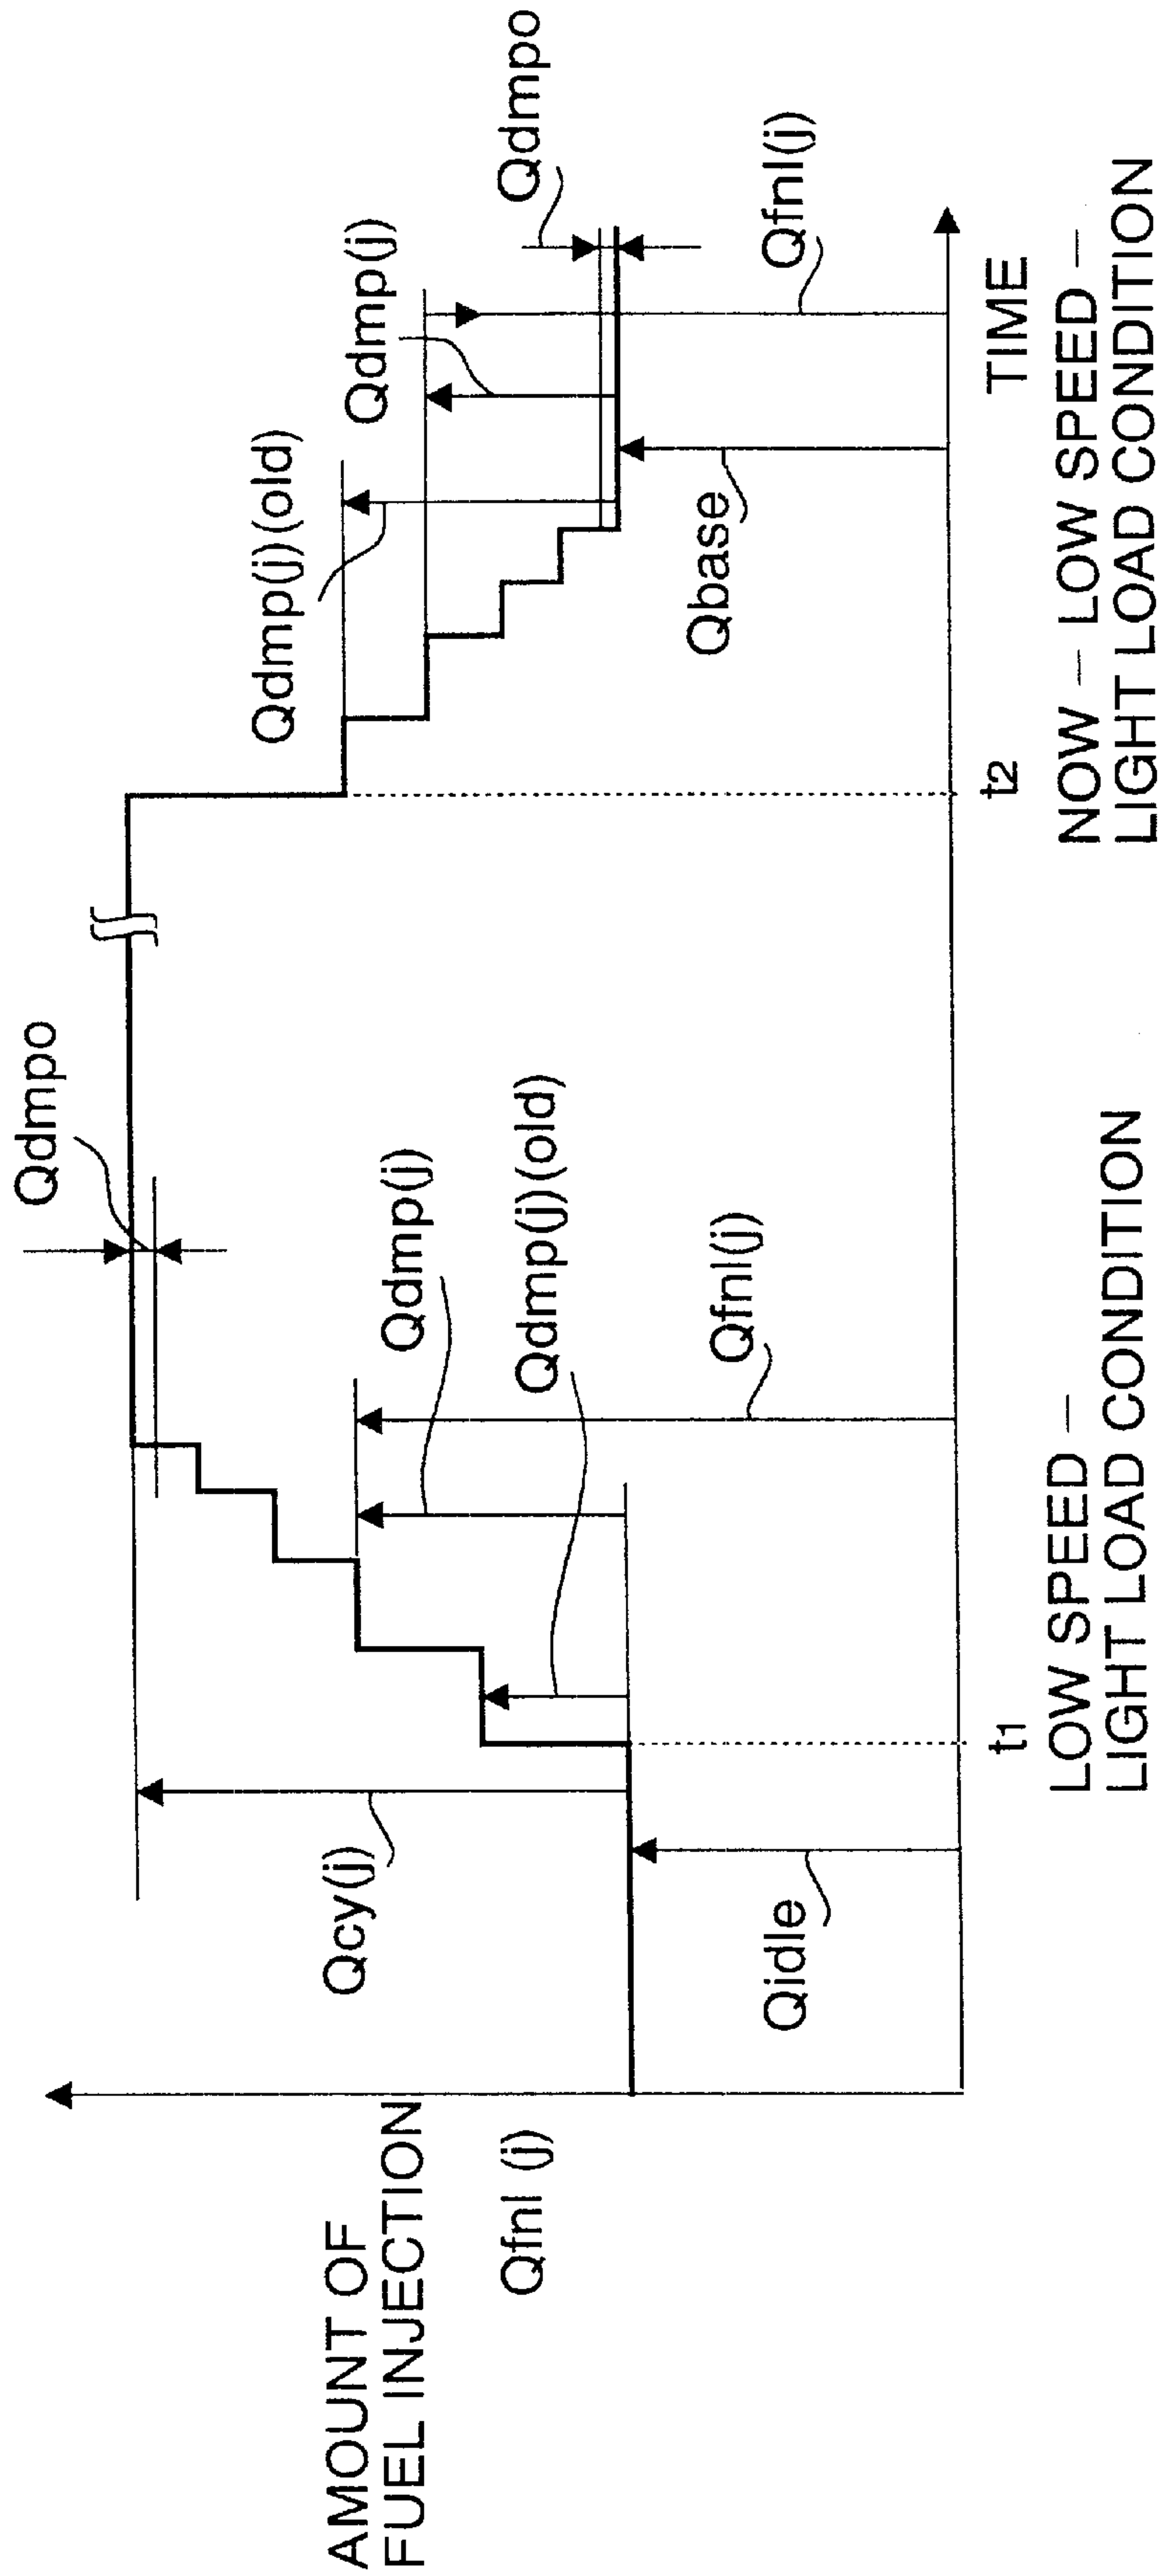 AMOUNT OF
FUEL INJECTION
Qfnl (j)
Qcy(j)
Qidle
Qdmpo
Qdmp(j)
Qdmp(j)(old)
Qfnl(j)
Qdmp(j)(old)
Qdmp(j)
Qdmpo
Qbase
Qfnl(j)
t1
t2
TIME
LOW SPEED –
LIGHT LOAD CONDITION
NOW – LOW SPEED –
LIGHT LOAD CONDITION